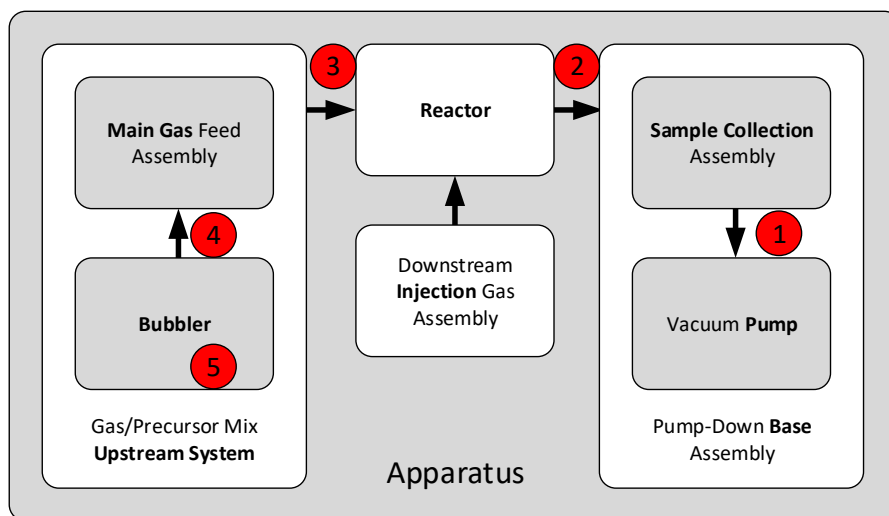 3
2
Main Gas Feed
Assembly
Reactor
Sample Collection
Assembly
4
1
Bubbler
5
Downstream
Injection Gas
Assembly
Vacuum Pump
Gas/Precursor Mix
Upstream System
Pump-Down Base
Assembly
Apparatus